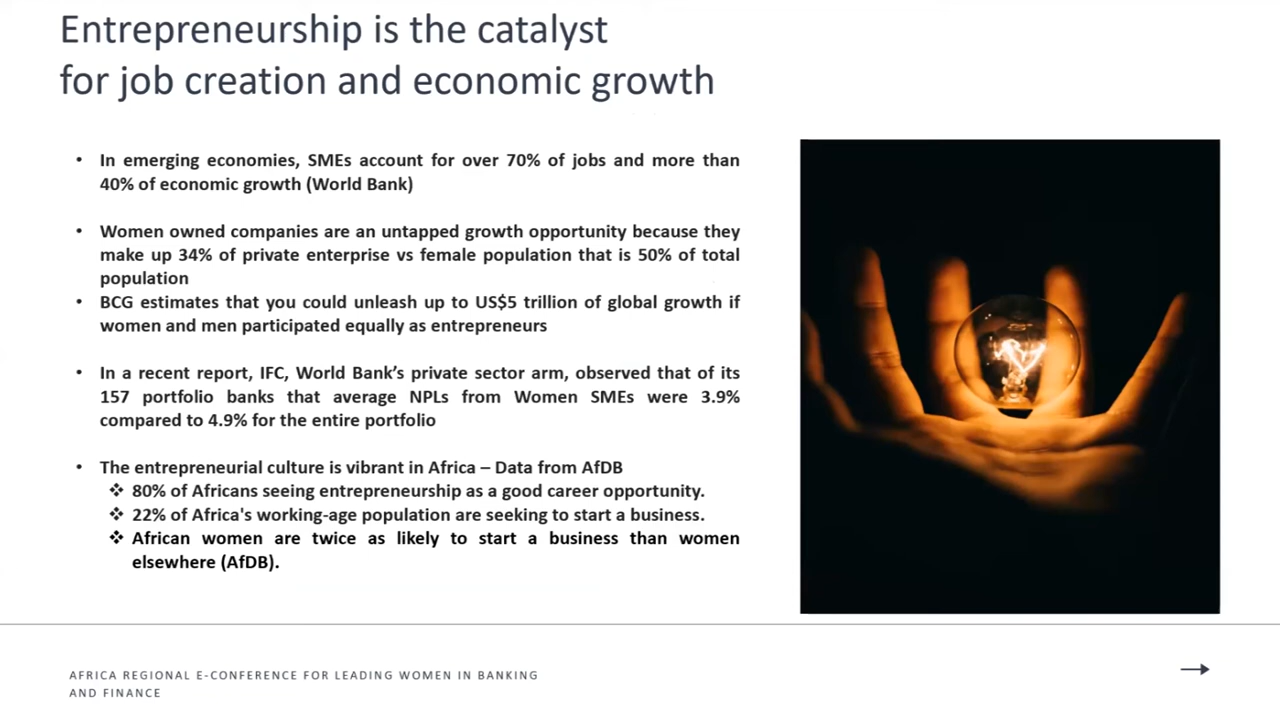 Entrepreneurship is the catalyst
for job creation and economic growth
• In emerging economies, SMEs account for over 70% of jobs and more than
40% of economic growth (World Bank)
• Women owned companies are an untapped growth opportunity because they
make up 34% of private enterprise vs female population that is 50% of total
population
• BCG estimates that you could unleash up to US$5 trillion of global growth if
women and men participated equally as entrepreneurs
• In a recent report, IFC, World Bank’s private sector arm, observed that of its
157 portfolio banks that average NPLs from Women SMEs were 3.9%
compared to 4.9% for the entire portfolio
• The entrepreneurial culture is vibrant in Africa – Data from AfDB
❖ 80% of Africans seeing entrepreneurship as a good career opportunity.
❖ 22% of Africa's working-age population are seeking to start a business.
❖ African women are twice as likely to start a business than women
elsewhere (AfDB).
AFRICA REGIONAL E-CONFERENCE FOR LEADING WOMEN IN BANKING
AND FINANCE